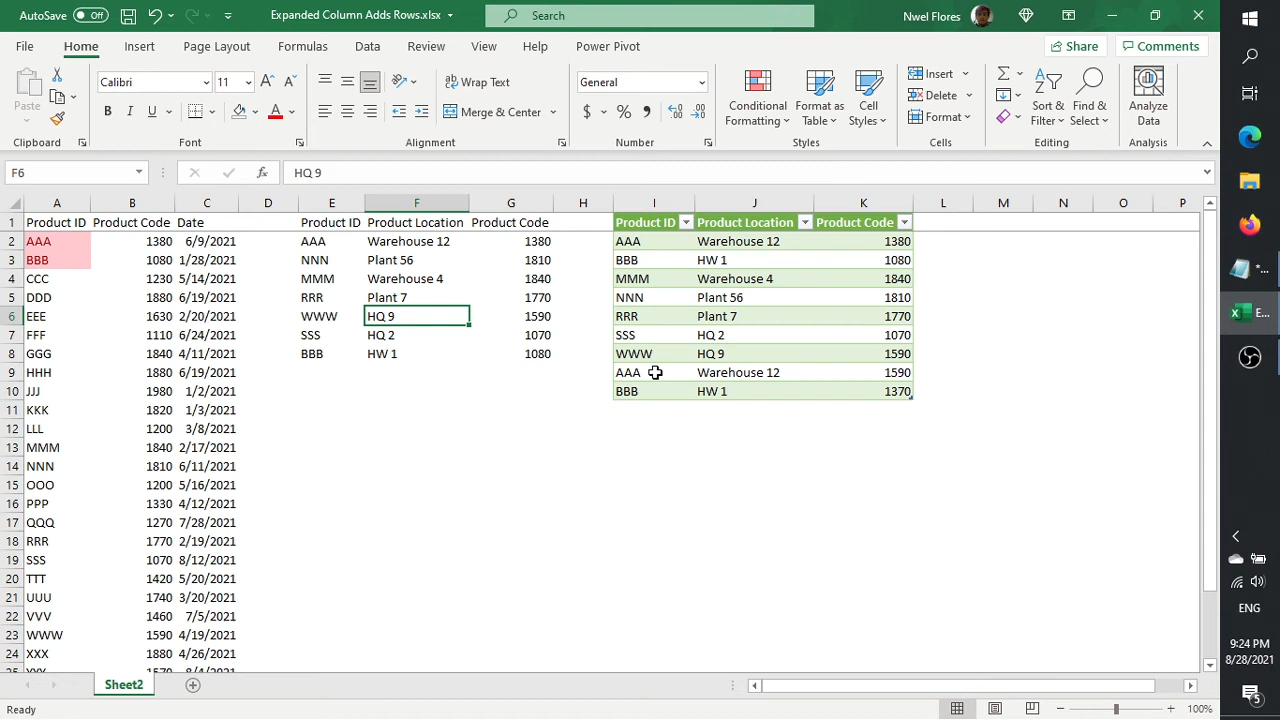 AutoSave Off Expanded Column Adds Rows.xlsx Search Nwel Flores
File Home Insert Page Layout Formulas Data Review View Help Power Pivot Share Comments
Calibri 11 Wrap Text General Insert
Paste B I U A Merge & Center $ % Conditional Formatting Format as Table Cell Styles Delete Format Sort & Filter Find & Select Analyze Data
Clipboard Font Alignment Number Styles Cells Editing Analysis
F6 fx HQ 9
A B C D E F G H I J K L M N O P
1 Product ID Product Code Date Product ID Product Location Product Code Product ID Product Location Product Code
2 AAA 1380 6/9/2021 AAA Warehouse 12 1380 AAA Warehouse 12 1380
3 BBB 1080 1/28/2021 NNN Plant 56 1810 BBB HW 1 1080
4 CCC 1230 5/14/2021 MMM Warehouse 4 1840 MMM Warehouse 4 1840
5 DDD 1880 6/19/2021 RRR Plant 7 1770 NNN Plant 56 1810
6 EEE 1630 2/20/2021 WWW HQ 9 1590 RRR Plant 7 1770
7 FFF 1110 6/24/2021 SSS HQ 2 1070 SSS HQ 2 1070
8 GGG 1840 4/11/2021 BBB HW 1 1080 WWW HQ 9 1590
9 HHH 1880 6/19/2021 AAA Warehouse 12 1590
10 JJJ 1980 1/2/2021 BBB HW 1 1370
11 KKK 1820 1/3/2021
12 LLL 1200 3/8/2021
13 MMM 1840 2/17/2021
14 NNN 1810 6/11/2021
15 OOO 1200 5/16/2021
16 PPP 1330 4/12/2021
17 QQQ 1270 7/28/2021
18 RRR 1770 2/19/2021
19 SSS 1070 8/12/2021
20 TTT 1420 5/20/2021
21 UUU 1740 3/20/2021
22 VVV 1460 7/5/2021
23 WWW 1590 4/19/2021
24 XXX 1880 4/26/2021
25 YYY 1570 8/4/2021
Sheet2
Ready 100%
E...
ENG
9:24 PM
8/28/2021
5